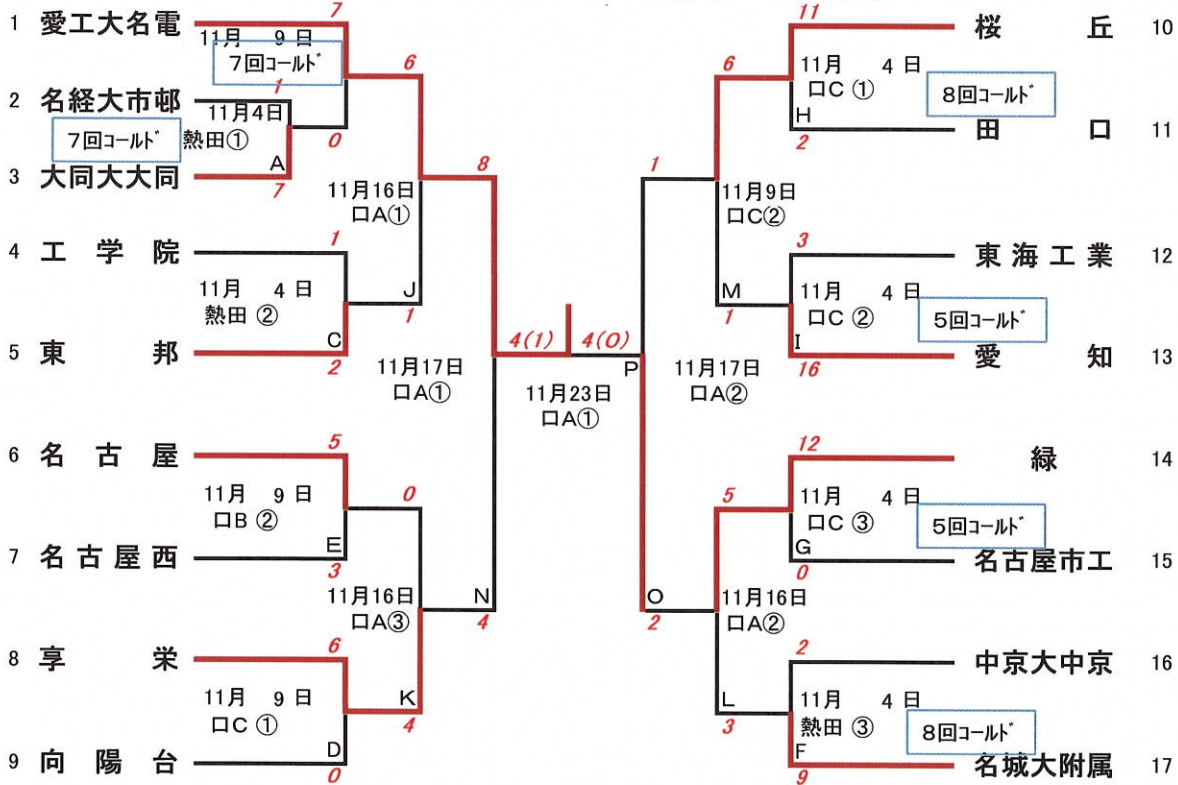 1 愛工大名電
7
11月 9 日
7回コールド
6
2 名経大市邨
1
11月4日
7回コールド
熱田①
0
A
3 大同大大同
7
8
11月16日
口A①
4 工学院
1
11月 4 日
熱田 ②
J
1
C
5 東邦
2
11月17日
口A①
4(1)
4(0)
P
11月23日
口A①
6 名古屋
5
11月 9 日
口B ②
0
E
7 名古屋西
3
11月16日
口A③
N
4
8 享栄
6
11月 9 日
口C ①
K
4
D
9 向陽台
0
11
桜丘 10
6
11月 4 日
口C ①
8回コールド
H
2
田口 11
1
11月9日
口C②
3
東海工業 12
M
1
11月 4 日
口C ②
5回コールド
I
16
愛知 13
11月17日
口A②
12
緑 14
5
11月 4 日
口C ③
5回コールド
G
0
名古屋市工 15
O
2
11月16日
口A②
2
中京大中京 16
L
3
11月 4 日
熱田 ③
8回コールド
F
9
名城大附属 17